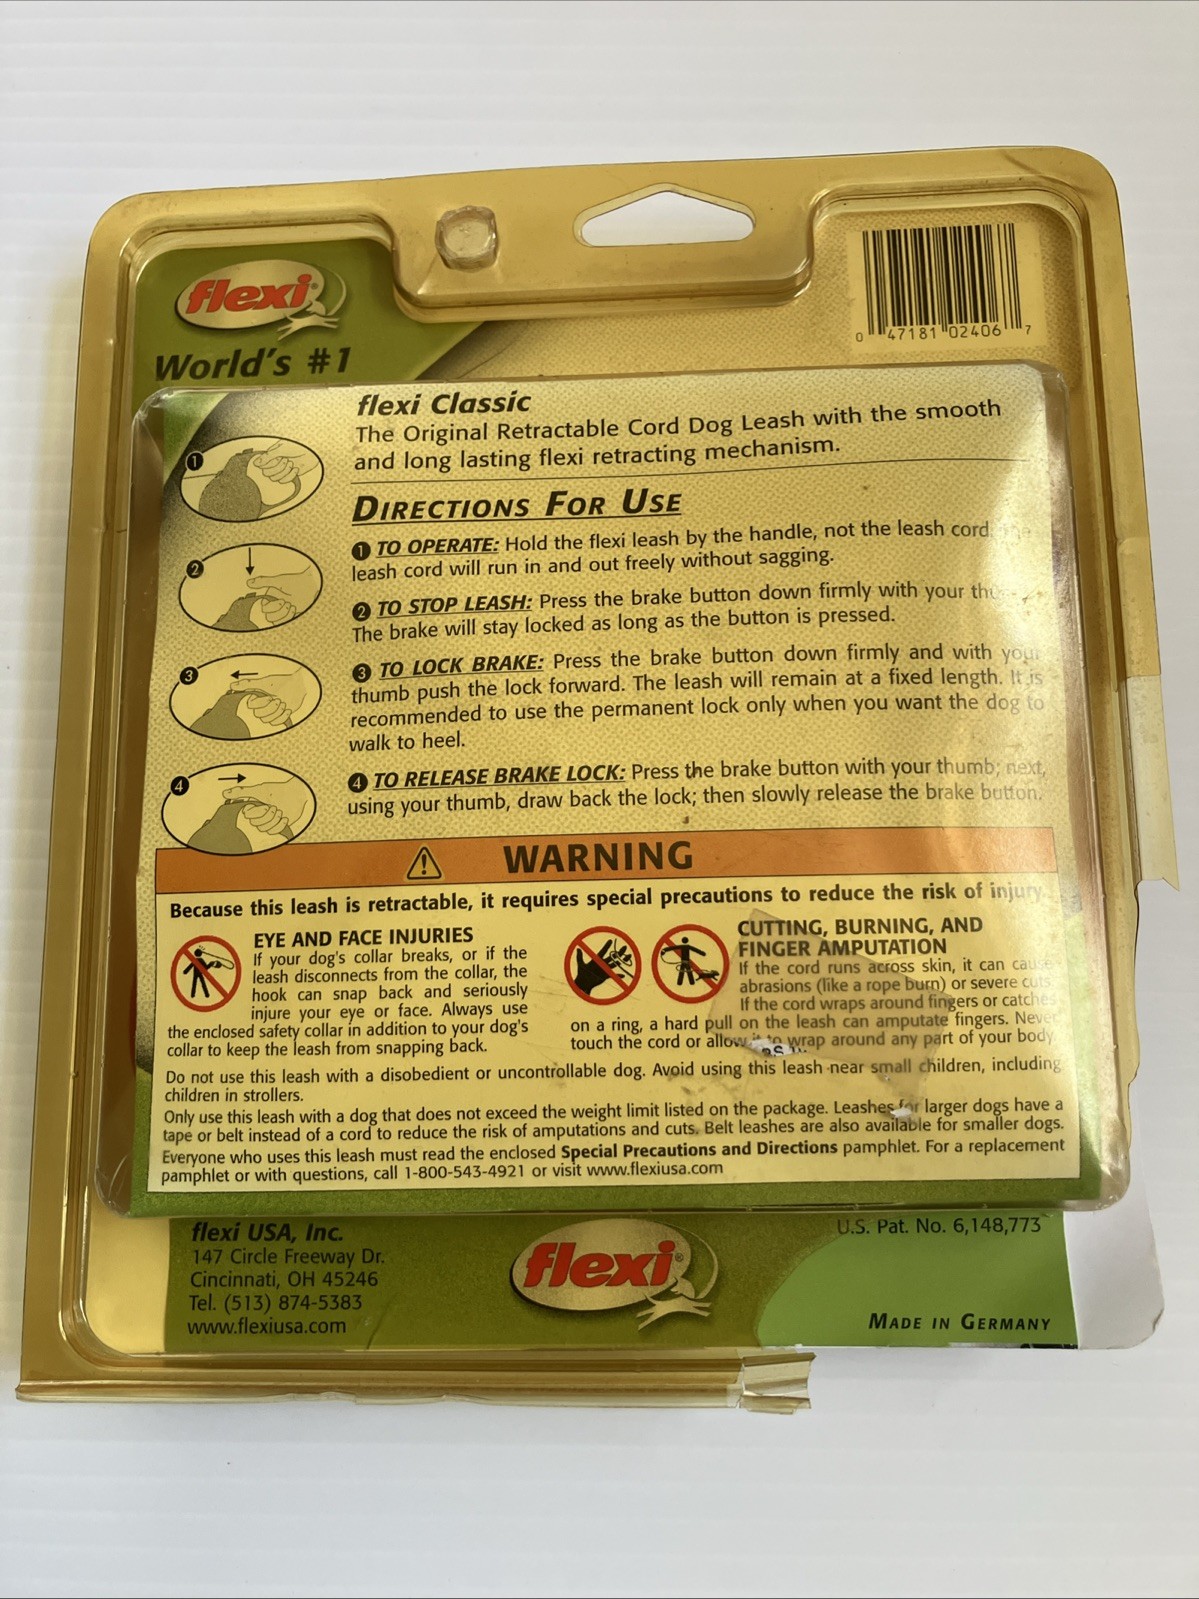 flexi
World's #1
0 47181 02406 7
flexi Classic
The Original Retractable Cord Dog Leash with the smooth
and long lasting flexi retracting mechanism.
DIRECTIONS FOR USE
1 TO OPERATE: Hold the flexi leash by the handle, not the leash cord. The
leash cord will run in and out freely without sagging.
2 TO STOP LEASH: Press the brake button down firmly with your
The brake will stay locked as long as the button is pressed.
3 TO LOCK BRAKE: Press the brake button down firmly and with your
thumb push the lock forward. The leash will remain at a fixed length. It is
recommended to use the permanent lock only when you want the dog to
walk to heel.
4 TO RELEASE BRAKE LOCK: Press the brake button with your thumb; next,
using your thumb, draw back the lock; then slowly release the brake button.
1
2
3
4
WARNING
Because this leash is retractable, it requires special precautions to reduce the risk of injury.
EYE AND FACE INJURIES
If your dog's collar breaks, or if the
leash disconnects from the collar, the
hook can snap back and seriously
injure your eye or face. Always use
the enclosed safety collar in addition to your dog's
collar to keep the leash from snapping back.
CUTTING, BURNING, AND
FINGER AMPUTATION
If the cord runs across skin, it can cause
abrasions (like a rope burn) or severe cuts.
If the cord wraps around fingers or catches
on a ring, a hard pull on the leash can amputate fingers. Never
touch the cord or allow it to wrap around any part of your body.
Do not use this leash with a disobedient or uncontrollable dog. Avoid using this leash near small children, including
children in strollers.
Only use this leash with a dog that does not exceed the weight limit listed on the package. Leashes for larger dogs have a
tape or belt instead of a cord to reduce the risk of amputations and cuts. Belt leashes are also available for smaller dogs.
Everyone who uses this leash must read the enclosed Special Precautions and Directions pamphlet. For a replacement
pamphlet or with questions, call 1-800-543-4921 or visit www.flexiusa.com
flexi USA, Inc.
147 Circle Freeway Dr.
Cincinnati, OH 45246
Tel. (513) 874-5383
www.flexiusa.com
flexi®
U.S. Pat. No. 6,148,773
MADE IN GERMANY